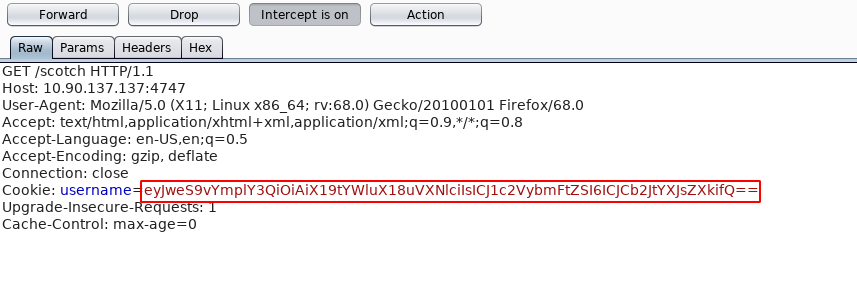 Forward Drop Intercept is on Action
Raw Params Headers Hex
GET /scotch HTTP/1.1
Host: 10.90.137.137:4747
User-Agent: Mozilla/5.0 (X11; Linux x86_64; rv:68.0) Gecko/20100101 Firefox/68.0
Accept: text/html,application/xhtml+xml,application/xml;q=0.9,*/*;q=0.8
Accept-Language: en-US,en;q=0.5
Accept-Encoding: gzip, deflate
Connection: close
Cookie: username=eyJweS9vYmplY3QiOiAiX19tYWluX18uVXNlciIsICJ1c2VybmFtZSI6ICJCb2JtYXJsZXkifQ==
Upgrade-Insecure-Requests: 1
Cache-Control: max-age=0